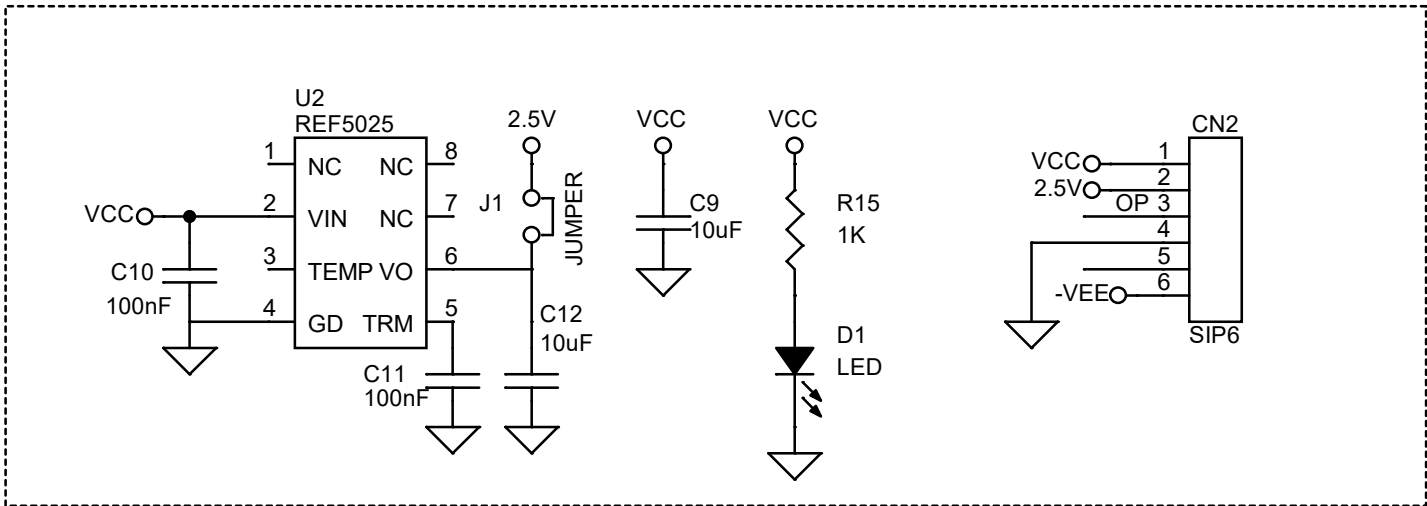 U2
REF5025
1
NC
NC
8
VCC
2
VIN
NC
7
3
TEMP
VO
6
4
GD
TRM
5
C10
100nF
C11
100nF
2.5V
J1
JUMPER
C12
10uF
VCC
C9
10uF
VCC
R15
1K
D1
LED
CN2
VCC
1
2.5V
2
OP
3
4
5
-VEE
6
SIP6